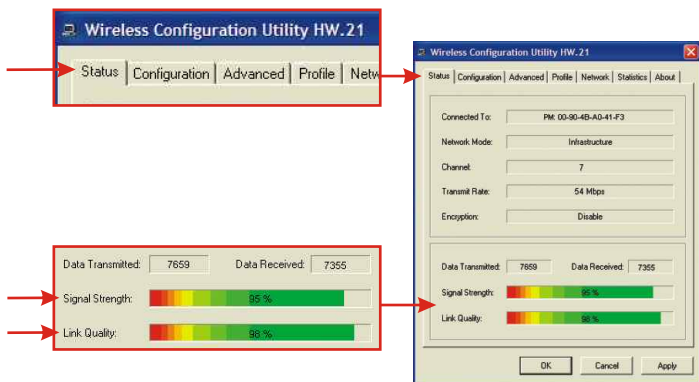 Wireless Configuration Utility HW.21
Status Configuration Advanced Profile Netw
Data Transmitted: 7659 Data Received: 7355
Signal Strength: 95 %
Link Quality: 98 %
Wireless Configuration Utility HW.21
Status Configuration Advanced Profile Network Statistics About
Connected To: PM: 00-90-4B-A0-41-F3
Network Mode: Infrastructure
Channel: 7
Transmit Rate: 54 Mbps
Encryption: Disable
Data Transmitted: 7659 Data Received: 7355
Signal Strength: 95 %
Link Quality: 98 %
OK Cancel Apply